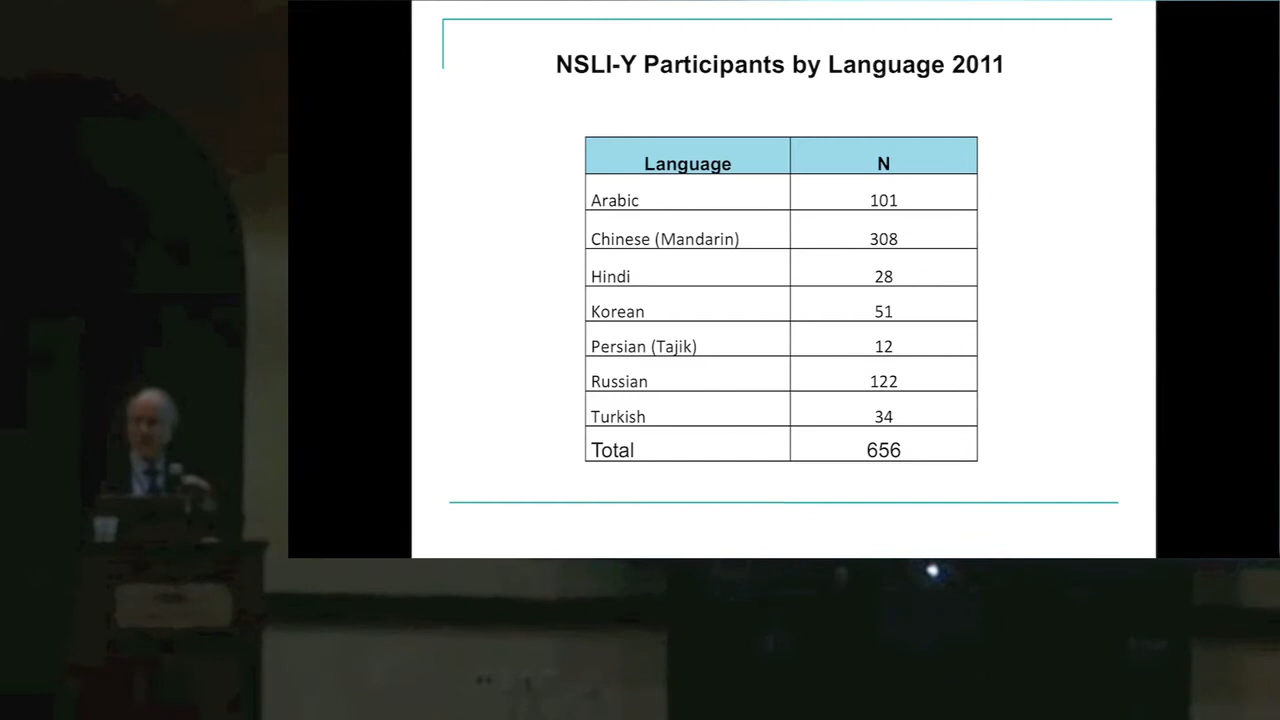 NSLI-Y Participants by Language 2011
Language N
Arabic 101
Chinese (Mandarin) 308
Hindi 28
Korean 51
Persian (Tajik) 12
Russian 122
Turkish 34
Total 656